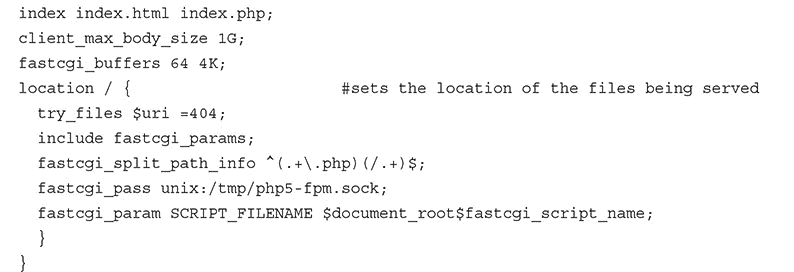 index index.html index.php;
client_max_body_size 1G;
fastcgi_buffers 64 4K;
location / {                       #sets the location of the files being served
  try_files $uri =404;
  include fastcgi_params;
  fastcgi_split_path_info ^(.+\.php)(/.+)$;
  fastcgi_pass unix:/tmp/php5-fpm.sock;
  fastcgi_param SCRIPT_FILENAME $document_root$fastcgi_script_name;
  }
}